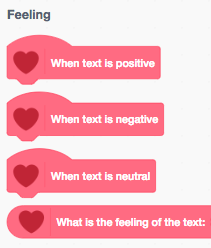 Feeling
When text is positive
When text is negative
When text is neutral
What is the feeling of the text: